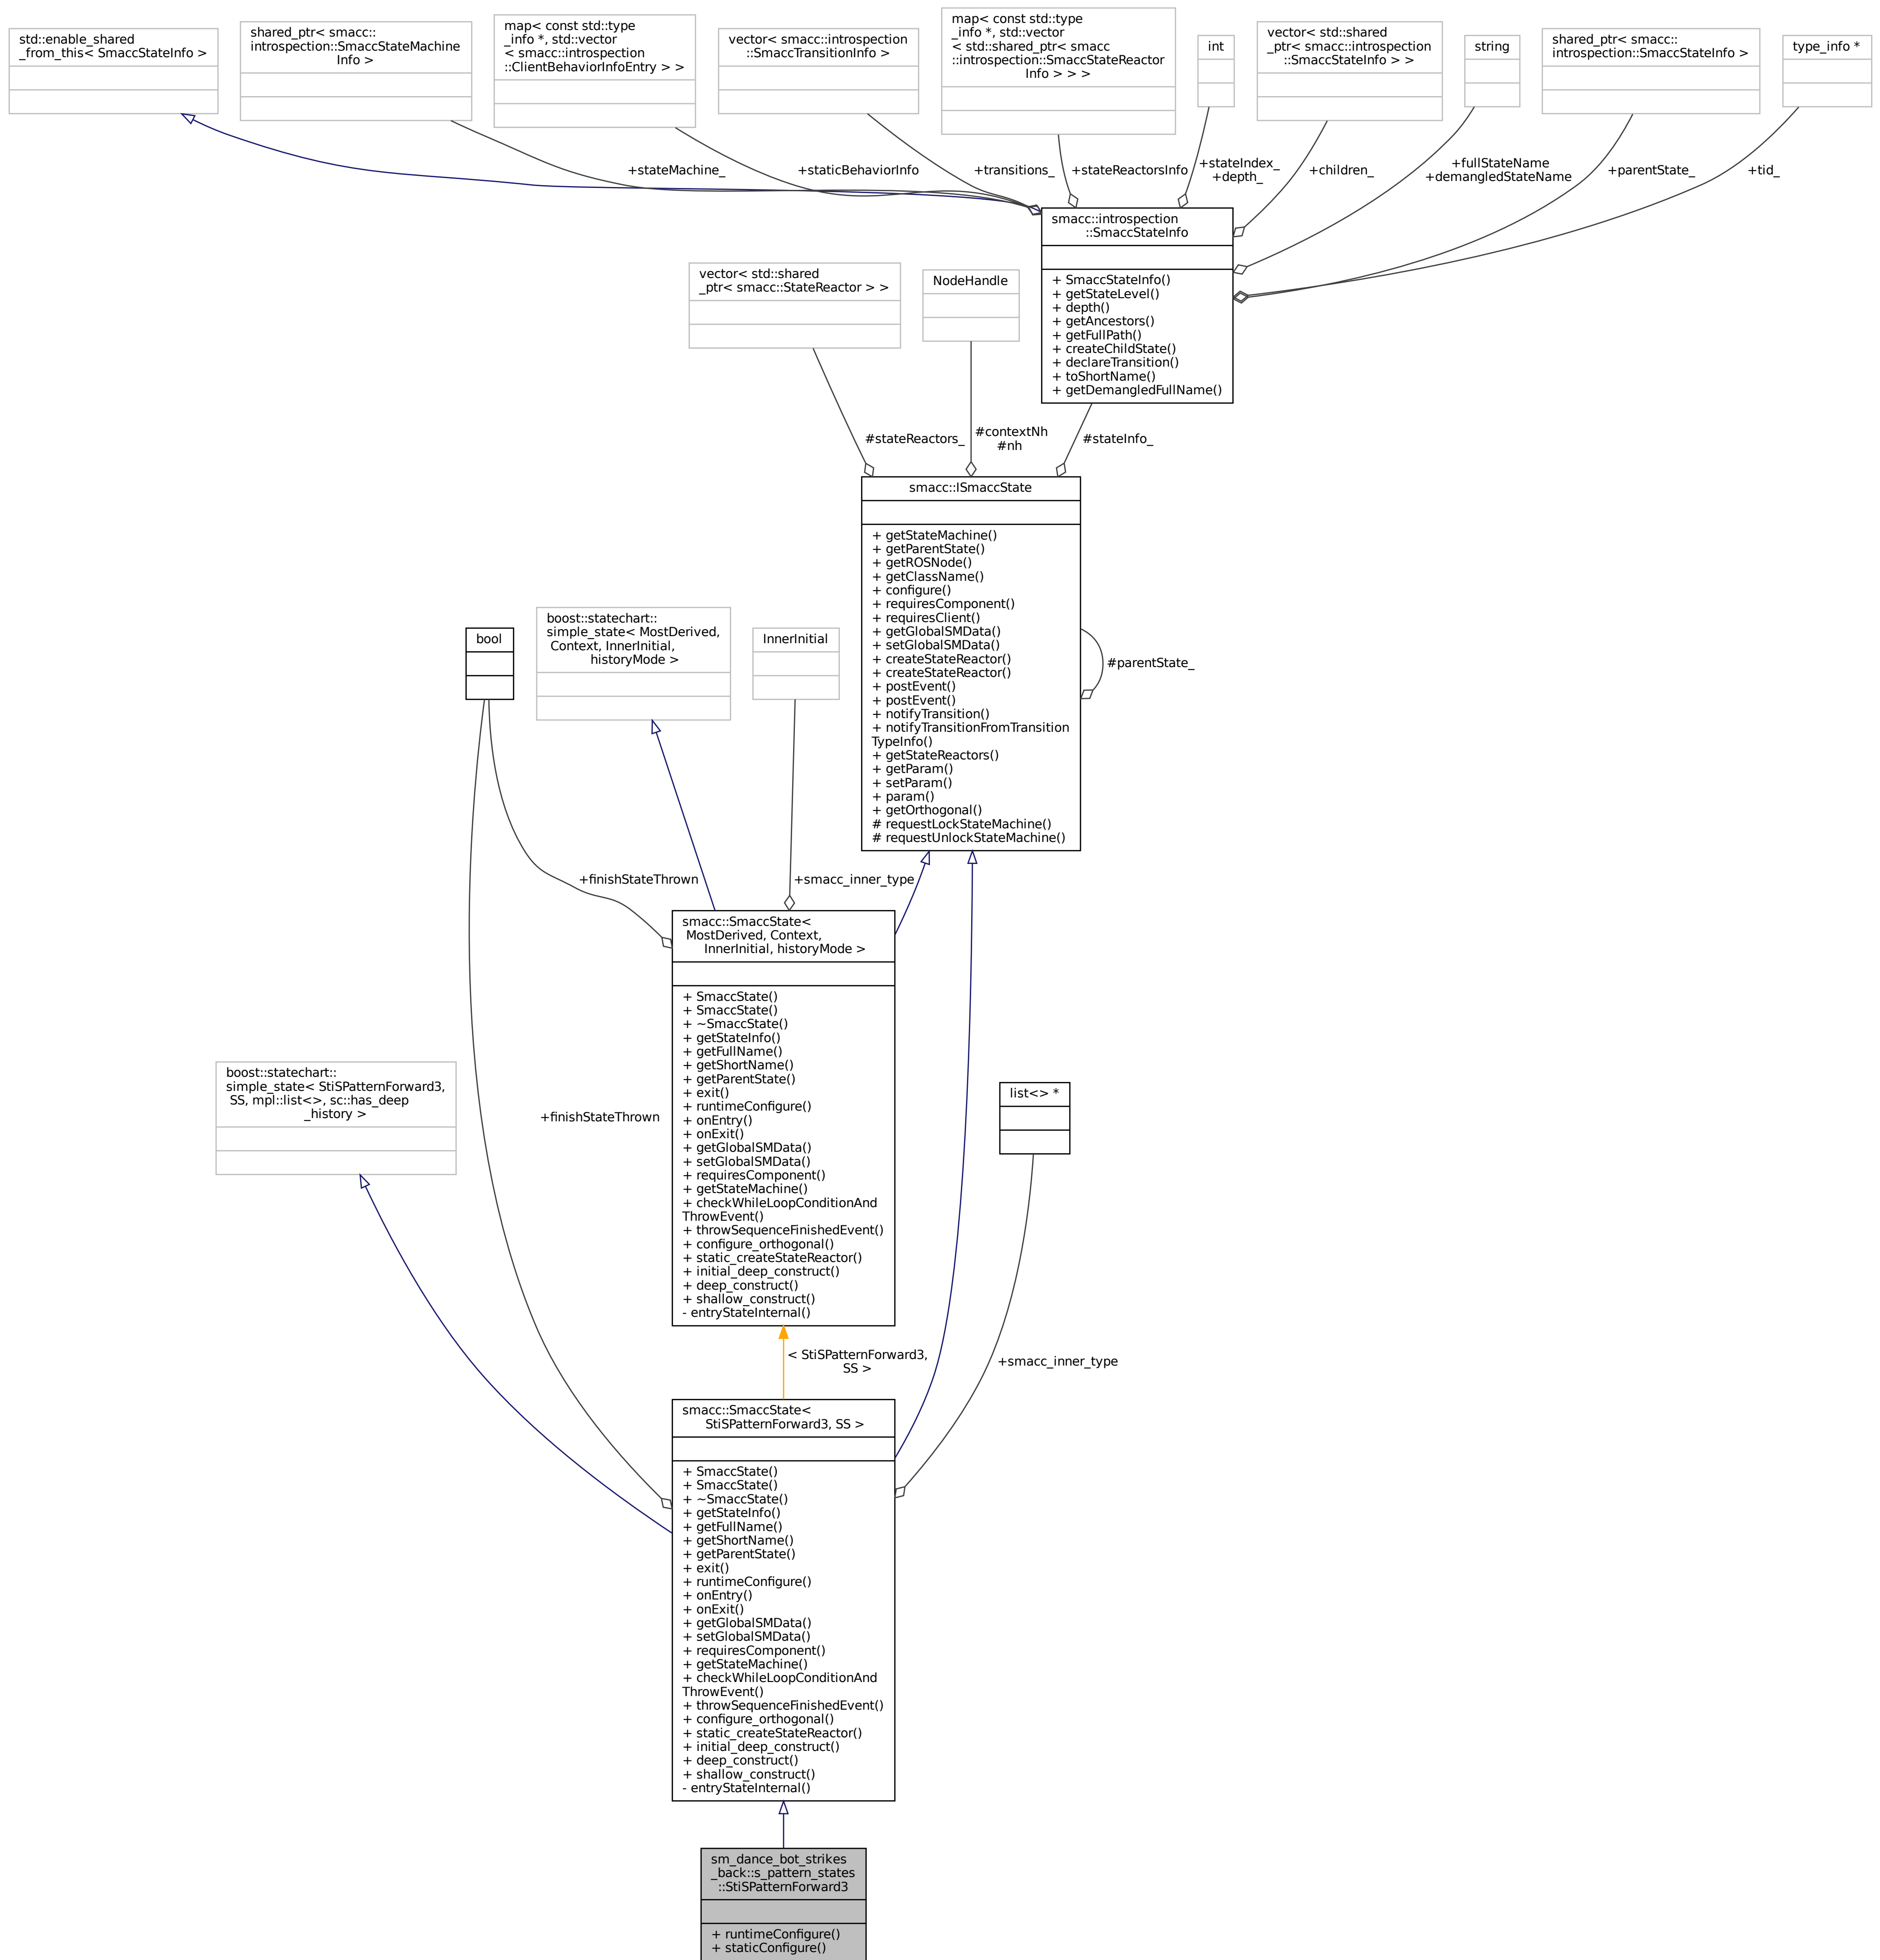 std::enable_shared
_from_this< SmaccStateInfo >
shared_ptr< smacc::
introspection::SmaccStateMachine
Info >
map< const std::type
_info *, std::vector
< smacc::introspection
::ClientBehaviorInfoEntry > >
vector< smacc::introspection
::SmaccTransitionInfo >
map< const std::type
_info *, std::vector
< std::shared_ptr< smacc
::introspection::SmaccStateReactor
Info > > >
int
vector< std::shared
_ptr< smacc::introspection
::SmaccStateInfo > >
string
shared_ptr< smacc::
introspection::SmaccStateInfo >
type_info *
+stateMachine_
+staticBehaviorInfo
+transitions_
+stateReactorsInfo
+stateIndex_
+depth_
+children_
+fullStateName
+demangledStateName
+parentState_
+tid_
smacc::introspection
::SmaccStateInfo
+ SmaccStateInfo()
+ getStateLevel()
+ depth()
+ getAncestors()
+ getFullPath()
+ createChildState()
+ declareTransition()
+ toShortName()
+ getDemangledFullName()
vector< std::shared
_ptr< smacc::StateReactor > >
NodeHandle
#stateReactors_
#contextNh
#nh
#stateInfo_
smacc::ISmaccState
+ getStateMachine()
+ getParentState()
+ getROSNode()
+ getClassName()
+ configure()
+ requiresComponent()
+ requiresClient()
+ getGlobalSMData()
+ setGlobalSMData()
+ createStateReactor()
+ createStateReactor()
+ postEvent()
+ postEvent()
+ notifyTransition()
+ notifyTransitionFromTransition
TypeInfo()
+ getStateReactors()
+ getParam()
+ setParam()
+ param()
+ getOrthogonal()
# requestLockStateMachine()
# requestUnlockStateMachine()
#parentState_
bool
boost::statechart::
simple_state< MostDerived,
Context, InnerInitial,
historyMode >
InnerInitial
+finishStateThrown
+smacc_inner_type
smacc::SmaccState<
MostDerived, Context,
InnerInitial, historyMode >
+ SmaccState()
+ SmaccState()
+ ~SmaccState()
+ getStateInfo()
+ getFullName()
+ getShortName()
+ getParentState()
+ exit()
+ runtimeConfigure()
+ onEntry()
+ onExit()
+ getGlobalSMData()
+ setGlobalSMData()
+ requiresComponent()
+ getStateMachine()
+ checkWhileLoopConditionAnd
ThrowEvent()
+ throwSequenceFinishedEvent()
+ configure_orthogonal()
+ static_createStateReactor()
+ initial_deep_construct()
+ deep_construct()
+ shallow_construct()
- entryStateInternal()
boost::statechart::
simple_state< StiSPatternForward3,
SS, mpl::list<>, sc::has_deep
_history >
+finishStateThrown
list<> *
< StiSPatternForward3,
SS >
+smacc_inner_type
smacc::SmaccState<
StiSPatternForward3, SS >
+ SmaccState()
+ SmaccState()
+ ~SmaccState()
+ getStateInfo()
+ getFullName()
+ getShortName()
+ getParentState()
+ exit()
+ runtimeConfigure()
+ onEntry()
+ onExit()
+ getGlobalSMData()
+ setGlobalSMData()
+ requiresComponent()
+ getStateMachine()
+ checkWhileLoopConditionAnd
ThrowEvent()
+ throwSequenceFinishedEvent()
+ configure_orthogonal()
+ static_createStateReactor()
+ initial_deep_construct()
+ deep_construct()
+ shallow_construct()
- entryStateInternal()
sm_dance_bot_strikes
_back::s_pattern_states
::StiSPatternForward3
+ runtimeConfigure()
+ staticConfigure()